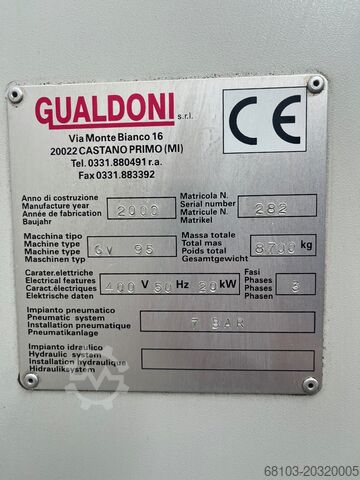 GUALDONI s.r.l.
CE
Via Monte Bianco 16
20022 CASTANO PRIMO (MI)
Tel. 0331.880491 r.a.
Fax 0331.883392
Anno di costruzione
Manufacture year
Année de fabrication
Baujahr
2000
Matricola N.
Serial number
Matricule N.
Matrikel
282
Macchina tipo
Machine type
Machine type
Maschinen typ
GV 95
Massa totale
Total mas
Poids total
Gesamtgewicht
8700 kg
Carater.elettriche
Electrical features
Caract.électriques
Elektrische daten
400 V 50 Hz 20 kW
Fasi
Phases
Phases
Phasen
3
Impianto pneumatico
Pneumatic system
Installation pneumatique
Pneumatikanlage
7 BAR
Impianto idraulico
Hydraulic system
Installation hydraulique
Hidrauliksystem
68103-20320005